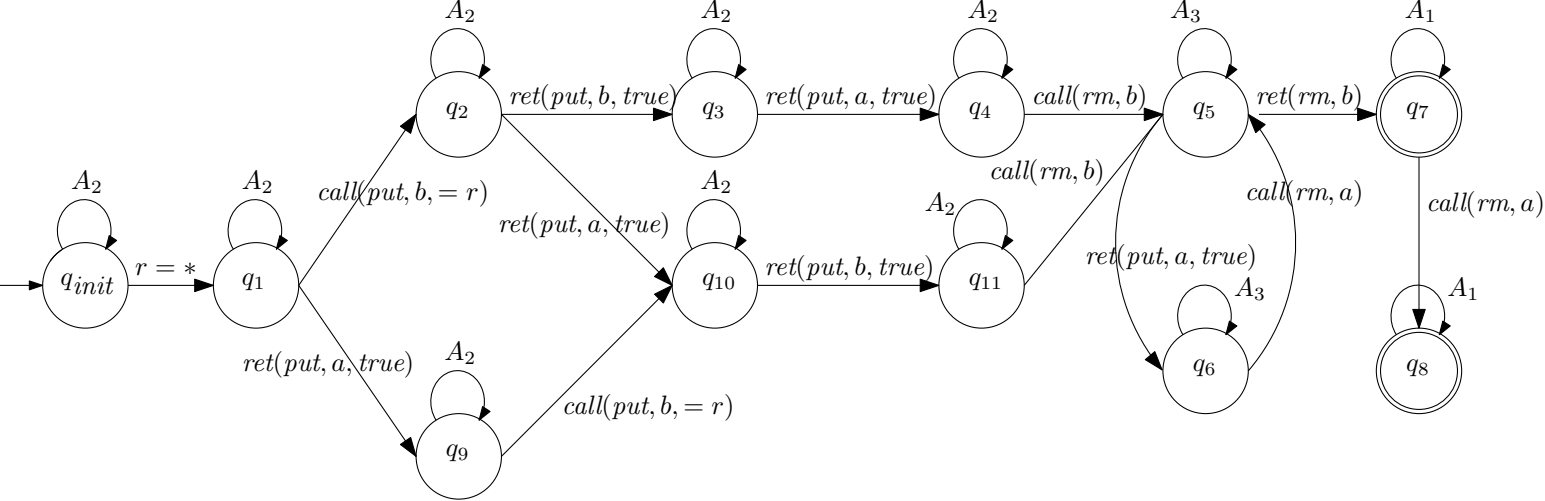 A2 A2 A2 A3 A1
q2 ret(put, b, true) q3 ret(put, a, true) q4 call(rm, b) q5 ret(rm, b) q7
A2 A2 call(put, b, = r) A2 call(rm, b) call(rm, a) call(rm, a)
ret(put, a, true) A2
qinit r = ∗ q1 q10 ret(put, b, true) q11 ret(put, a, true) A3 A1
ret(put, a, true) A2 q6 q8
call(put, b, = r)
q9